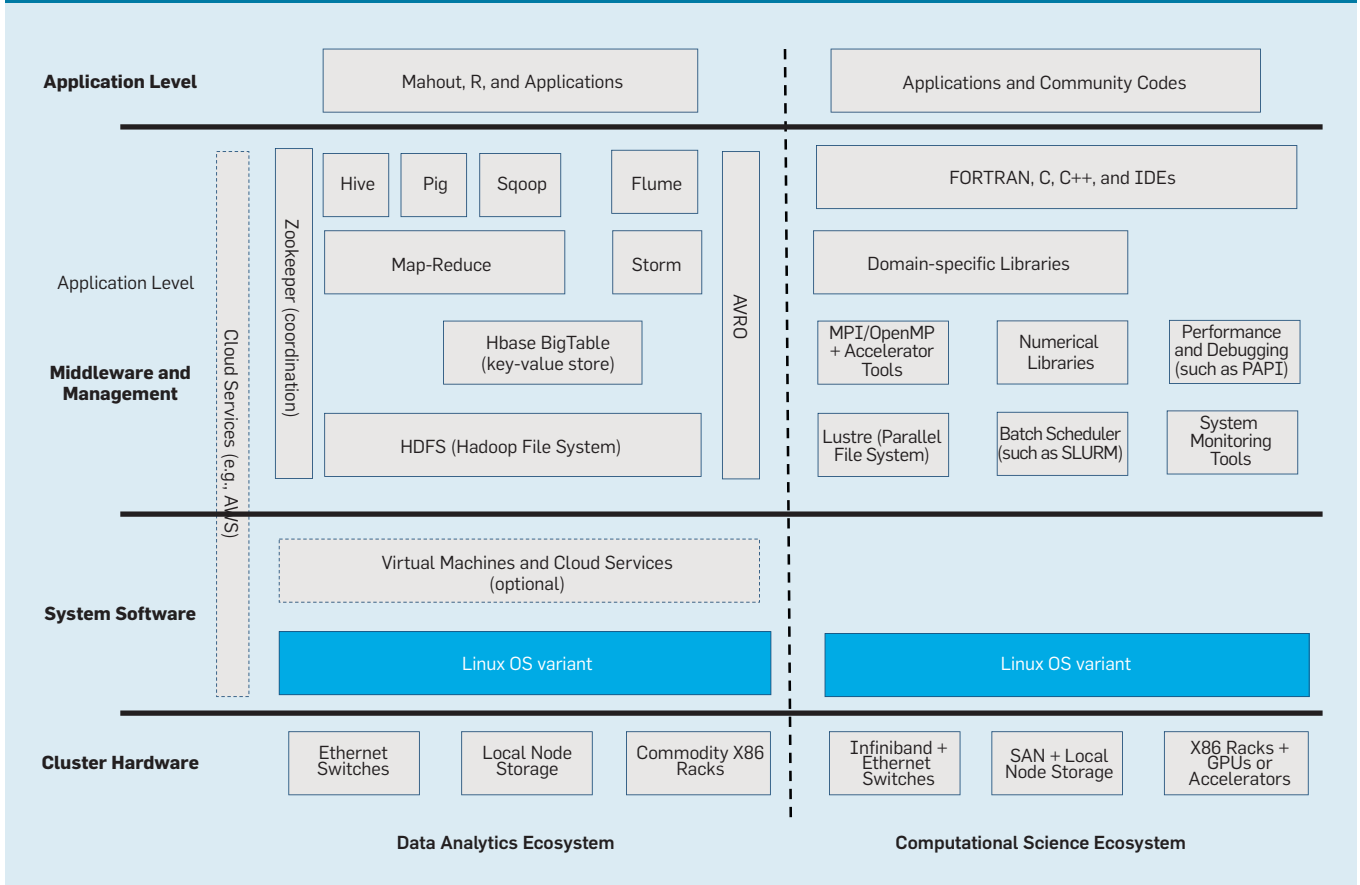 Application Level
Mahout, R, and Applications
Applications and Community Codes
Cloud Services (e.g., AWS)
Zookeeper (coordination)
Hive
Pig
Sqoop
Flume
AVRO
FORTRAN, C, C++, and IDEs
Application Level
Map-Reduce
Storm
Domain-specific Libraries
Middleware and
Management
Hbase BigTable
(key-value store)
MPI/OpenMP
+ Accelerator
Tools
Numerical
Libraries
Performance
and Debugging
(such as PAPI)
HDFS (Hadoop File System)
Lustre (Parallel
File System)
Batch Scheduler
(such as SLURM)
System
Monitoring
Tools
System Software
Virtual Machines and Cloud Services
(optional)
Linux OS variant
Linux OS variant
Cluster Hardware
Ethernet
Switches
Local Node
Storage
Commodity X86
Racks
Infiniband +
Ethernet
Switches
SAN + Local
Node Storage
X86 Racks +
GPUs or
Accelerators
Data Analytics Ecosystem
Computational Science Ecosystem